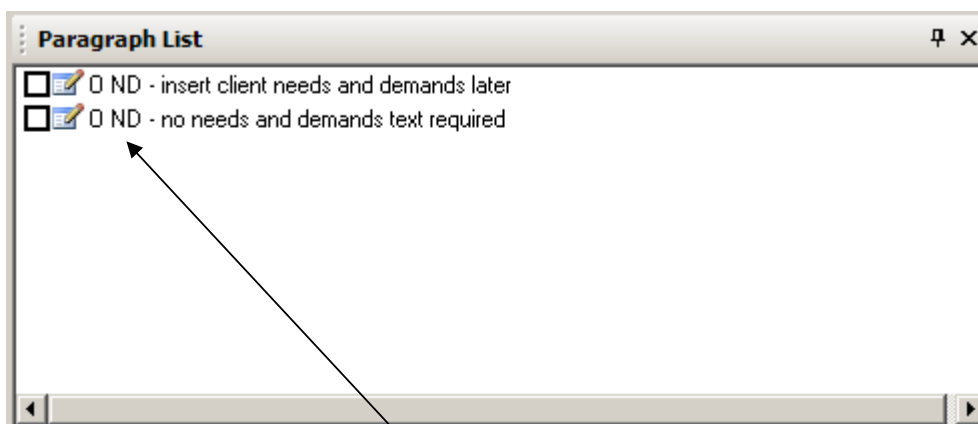 Paragraph List
0 ND - insert client needs and demands later
0 ND - no needs and demands text required